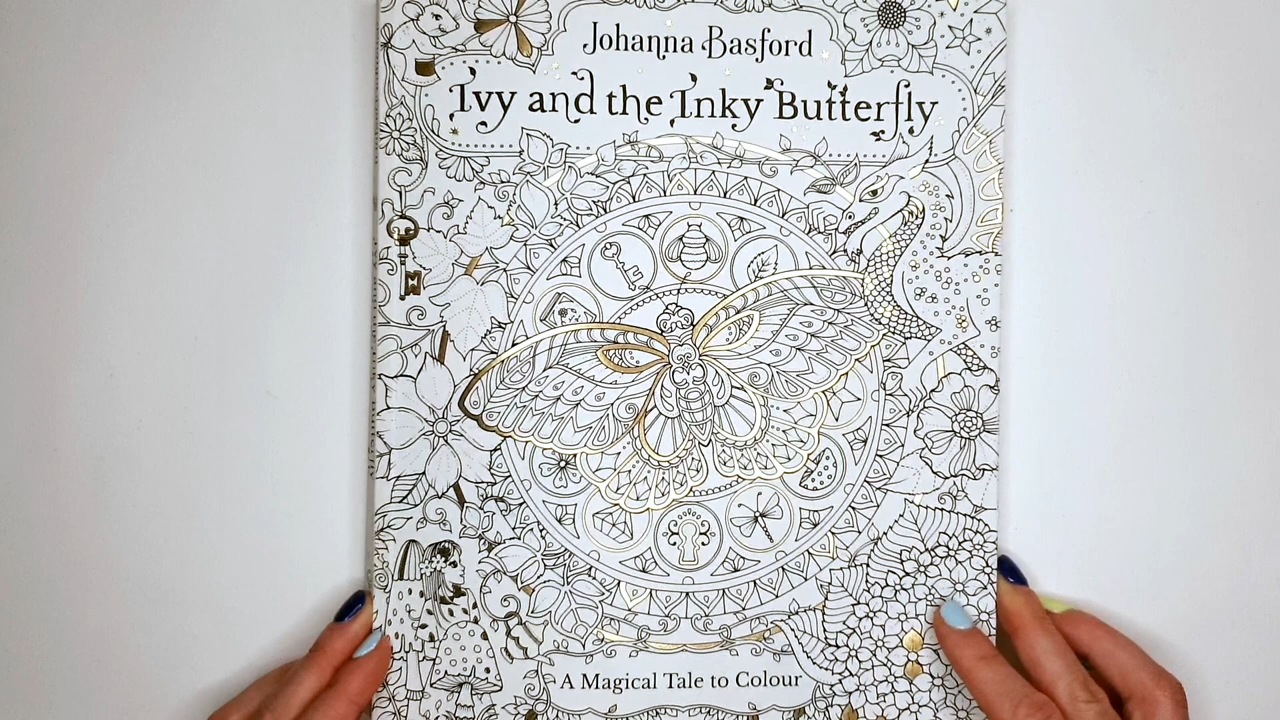 Johanna Basford
Ivy and the Inky Butterfly
A Magical Tale to Colour